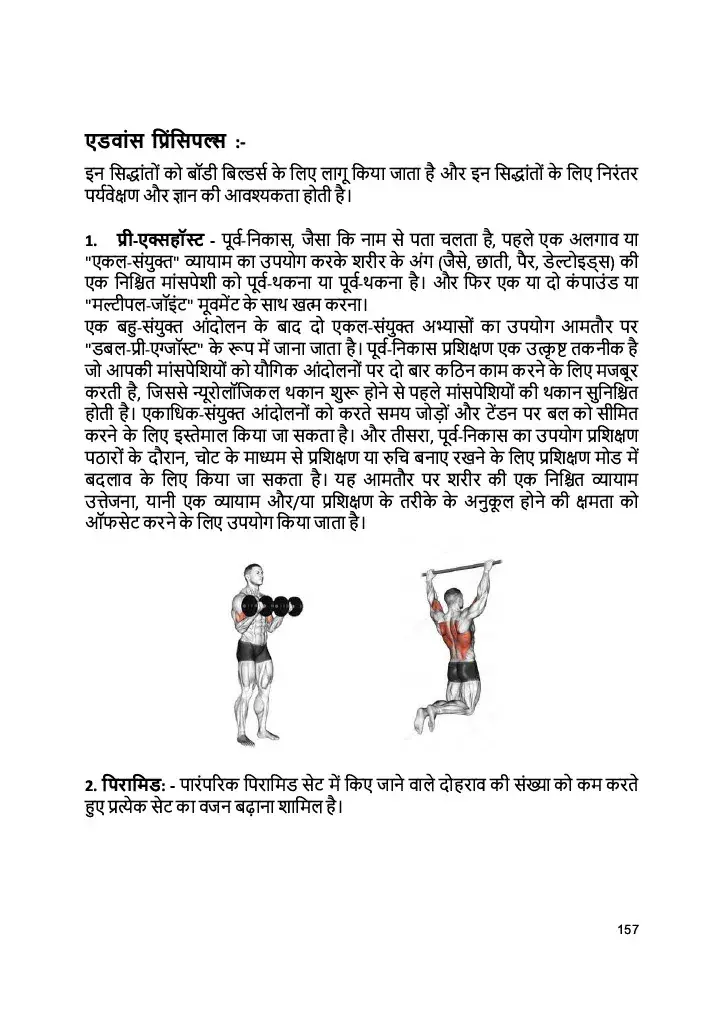 एडवांस प्रिंसिपल्स :-
इन सिद्धांतों को बॉडी बिल्डर्स के लिए लागू किया जाता है और इन सिद्धांतों के लिए निरंतर
पर्यवेक्षण और ज्ञान की आवश्यकता होती है।
1. प्री-एक्सहॉस्ट - पूर्व-निकास, जैसा कि नाम से पता चलता है, पहले एक अलगाव या
"एकल-संयुक्त" व्यायाम का उपयोग करके शरीर के अंग (जैसे, छाती, पैर, डेल्टोइड्स) की
एक निश्चित मांसपेशी को पूर्व-थकना या पूर्व-थकना है। और फिर एक या दो कंपाउंड या
"मल्टीपल-जॉइंट" मूवमेंट के साथ खत्म करना।
एक बहु-संयुक्त आंदोलन के बाद दो एकल-संयुक्त अभ्यासों का उपयोग आमतौर पर
"डबल-प्री-एग्जॉस्ट" के रूप में जाना जाता है। पूर्व-निकास प्रशिक्षण एक उत्कृष्ट तकनीक है
जो आपकी मांसपेशियों को यौगिक आंदोलनों पर दो बार कठिन काम करने के लिए मजबूर
करती है, जिससे न्यूरोलॉजिकल थकान शुरू होने से पहले मांसपेशियों की थकान सुनिश्चित
होती है। एकाधिक-संयुक्त आंदोलनों को करते समय जोड़ों और टेंडन पर बल को सीमित
करने के लिए इस्तेमाल किया जा सकता है। और तीसरा, पूर्व-निकास का उपयोग प्रशिक्षण
पठारों के दौरान, चोट के माध्यम से प्रशिक्षण या रुचि बनाए रखने के लिए प्रशिक्षण मोड में
बदलाव के लिए किया जा सकता है। यह आमतौर पर शरीर की एक निश्चित व्यायाम
उत्तेजना, यानी एक व्यायाम और/या प्रशिक्षण के तरीके के अनुकूल होने की क्षमता को
ऑफसेट करने के लिए उपयोग किया जाता है।
2. पिरामिड: - पारंपरिक पिरामिड सेट में किए जाने वाले दोहराव की संख्या को कम करते
हुए प्रत्येक सेट का वजन बढ़ाना शामिल है।
157